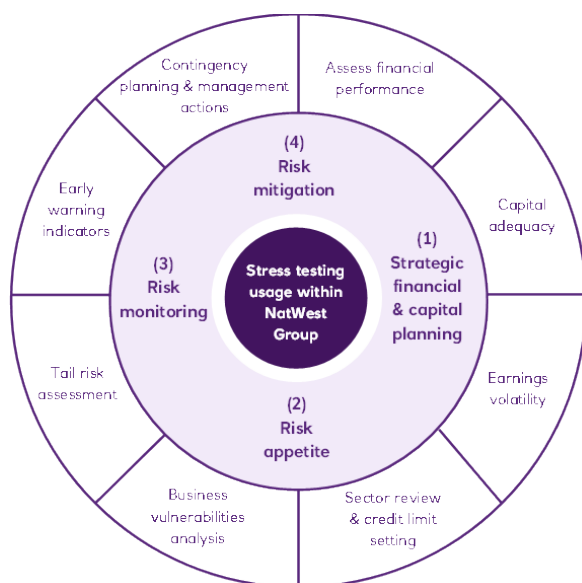 Contingency
planning & management
actions
Assess financial
performance
Capital
adequacy
Earnings
volatility
Sector review
& credit limit
setting
Business
vulnerabilities
analysis
Tail risk
assessment
Early
warning
indicators
(4)
Risk
mitigation
(1)
Strategic
financial
& capital
planning
(2)
Risk
appetite
(3)
Risk
monitoring
Stress testing
usage within
NatWest
Group